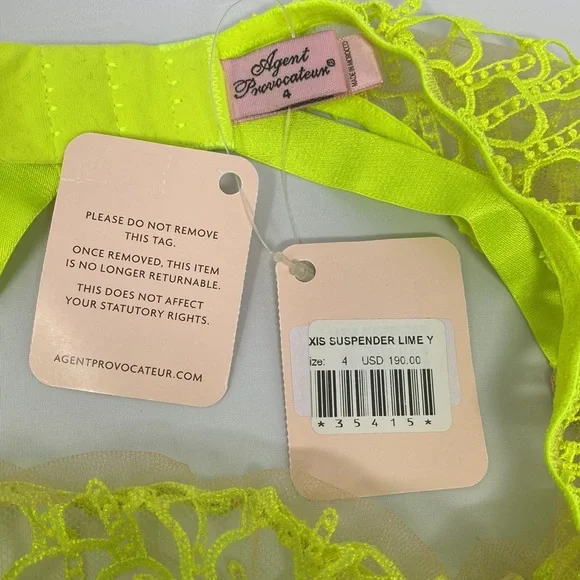 Agent
Provocateur®
4
MADE IN MOROCCO
PLEASE DO NOT REMOVE
THIS TAG.
ONCE REMOVED, THIS ITEM
IS NO LONGER RETURNABLE.
THIS DOES NOT AFFECT
YOUR STATUTORY RIGHTS.
AGENTPROVOCATEUR.COM
XIS SUSPENDER LIME Y
ize: 4 USD 190.00
*35415*